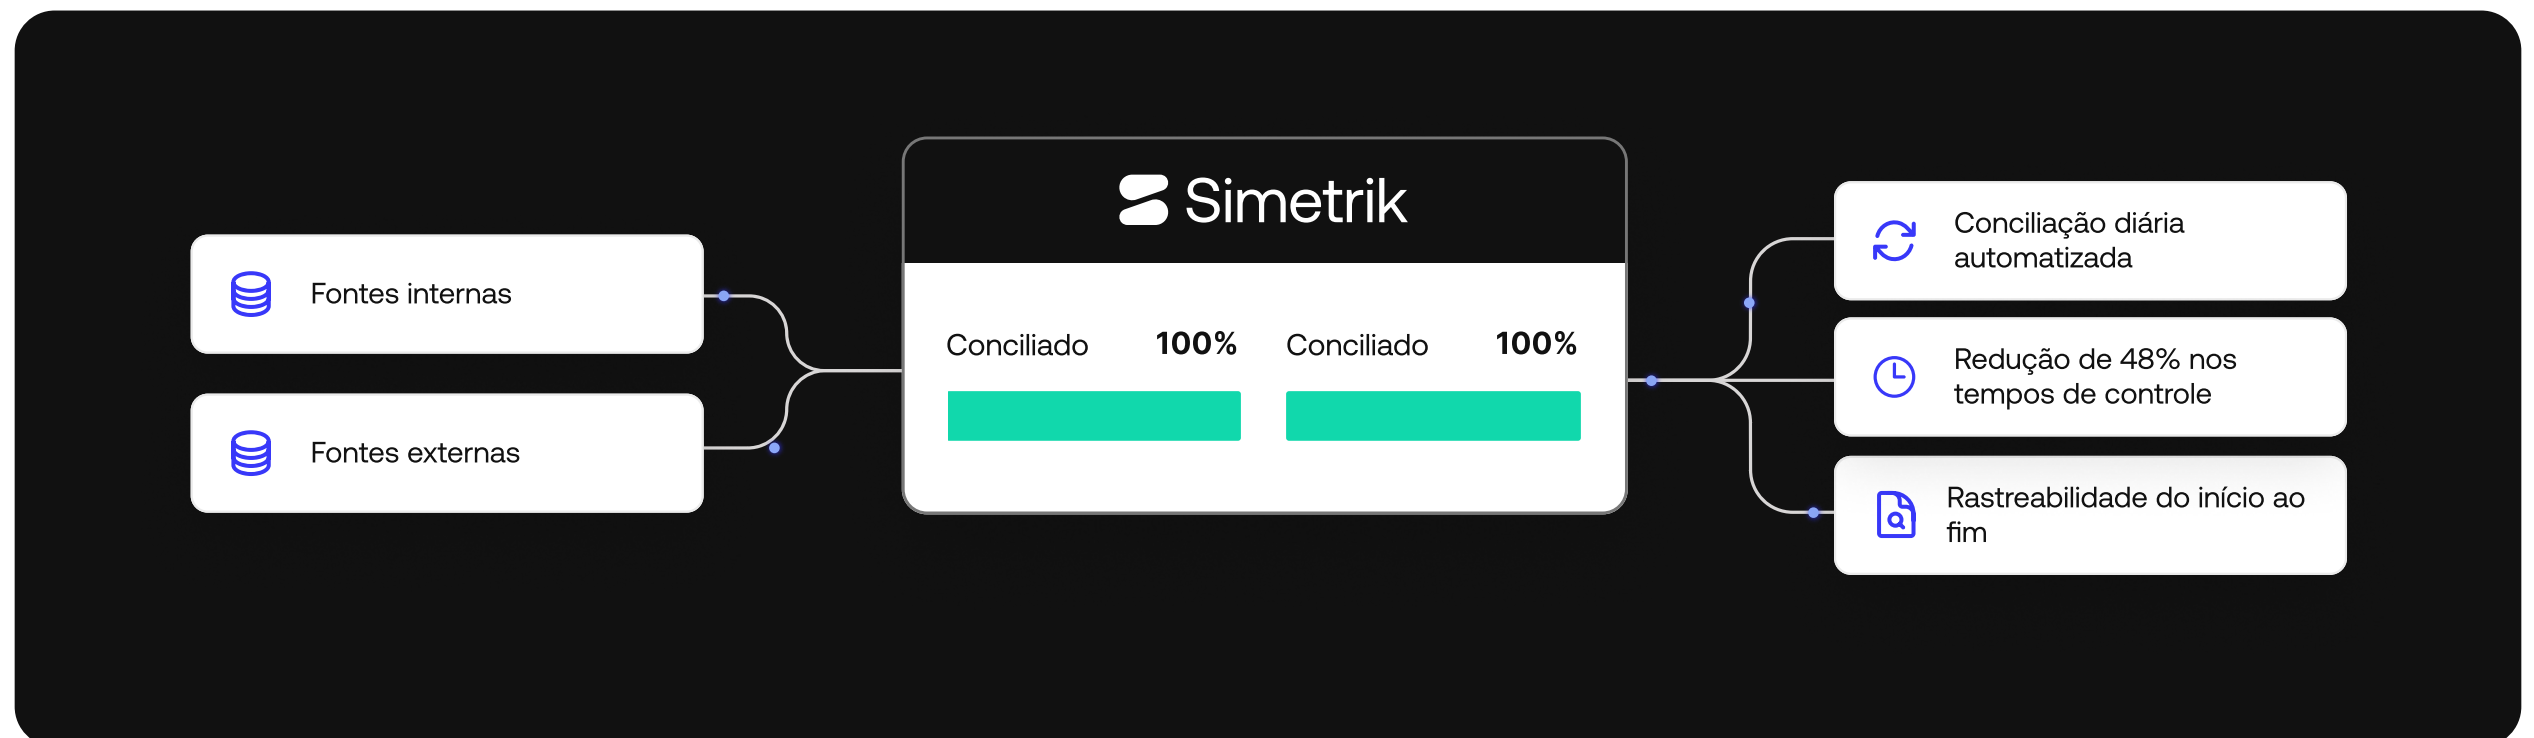 Fontes internas
Fontes externas
Simetrik
Conciliado 100% Conciliado 100%
Conciliação diária
automatizada
Redução de 48% nos
tempos de controle
Rastreabilidade do início ao
fim